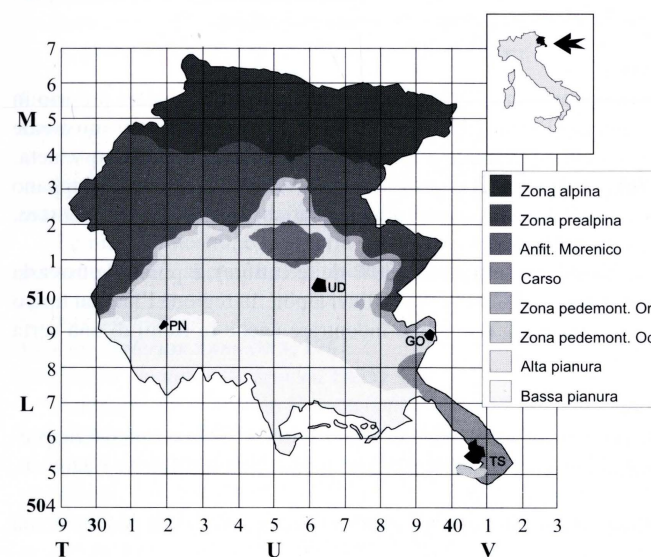 7
6
M
5
4
3
2
1
510
9
8
L
7
6
5
504
UD
PN
GO
TS
Zona alpina
Zona prealpina
Anfit. Morenico
Carso
Zona pedemont. Or
Zona pedemont. Oc
Alta pianura
Bassa pianura
9 30 1 2 3 4 5 6 7 8 9 40 1 2 3
T U V